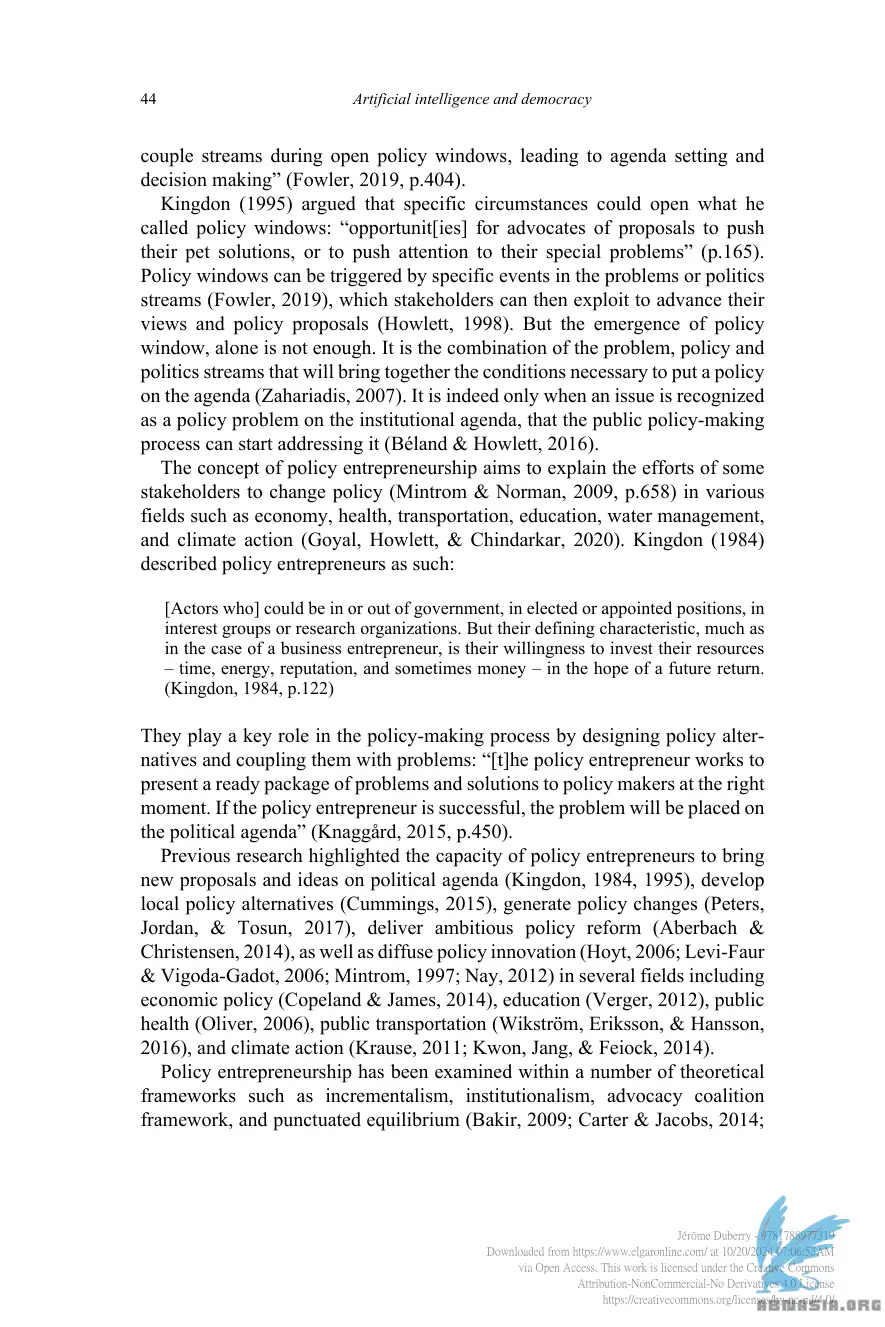 44
Artificial intelligence and democracy
couple streams during open policy windows, leading to agenda setting and
decision making” (Fowler, 2019, p.404).
Kingdon (1995) argued that specific circumstances could open what he
called policy windows: “opportunit[ies] for advocates of proposals to push
their pet solutions, or to push attention to their special problems” (p.165).
Policy windows can be triggered by specific events in the problems or politics
streams (Fowler, 2019), which stakeholders can then exploit to advance their
views and policy proposals (Howlett, 1998). But the emergence of policy
window, alone is not enough. It is the combination of the problem, policy and
politics streams that will bring together the conditions necessary to put a policy
on the agenda (Zahariadis, 2007). It is indeed only when an issue is recognized
as a policy problem on the institutional agenda, that the public policy-making
process can start addressing it (Béland & Howlett, 2016).
The concept of policy entrepreneurship aims to explain the efforts of some
stakeholders to change policy (Mintrom & Norman, 2009, p.658) in various
fields such as economy, health, transportation, education, water management,
and climate action (Goyal, Howlett, & Chindarkar, 2020). Kingdon (1984)
described policy entrepreneurs as such:
[Actors who] could be in or out of government, in elected or appointed positions, in
interest groups or research organizations. But their defining characteristic, much as
in the case of a business entrepreneur, is their willingness to invest their resources
– time, energy, reputation, and sometimes money – in the hope of a future return.
(Kingdon, 1984, p.122)
They play a key role in the policy-making process by designing policy alter-
natives and coupling them with problems: “[t]he policy entrepreneur works to
present a ready package of problems and solutions to policy makers at the right
moment. If the policy entrepreneur is successful, the problem will be placed on
the political agenda” (Knaggård, 2015, p.450).
Previous research highlighted the capacity of policy entrepreneurs to bring
new proposals and ideas on political agenda (Kingdon, 1984, 1995), develop
local policy alternatives (Cummings, 2015), generate policy changes (Peters,
Jordan, & Tosun, 2017), deliver ambitious policy reform (Aberbach &
Christensen, 2014), as well as diffuse policy innovation (Hoyt, 2006; Levi-Faur
& Vigoda-Gadot, 2006; Mintrom, 1997; Nay, 2012) in several fields including
economic policy (Copeland & James, 2014), education (Verger, 2012), public
health (Oliver, 2006), public transportation (Wikström, Eriksson, & Hansson,
2016), and climate action (Krause, 2011; Kwon, Jang, & Feiock, 2014).
Policy entrepreneurship has been examined within a number of theoretical
frameworks such as incrementalism, institutionalism, advocacy coalition
framework, and punctuated equilibrium (Bakir, 2009; Carter & Jacobs, 2014;
Jérôme Duberry - 9781788977319
Downloaded from https://www.elgaronline.com/ at 10/20/2024 07:06:52AM
via Open Access. This work is licensed under the Creative Commons
Attribution-NonCommercial-No Derivatives 4.0 License
https://creativecommons.org/licenses/by-nc-nd/4.0/
ABTMASIA.ORG